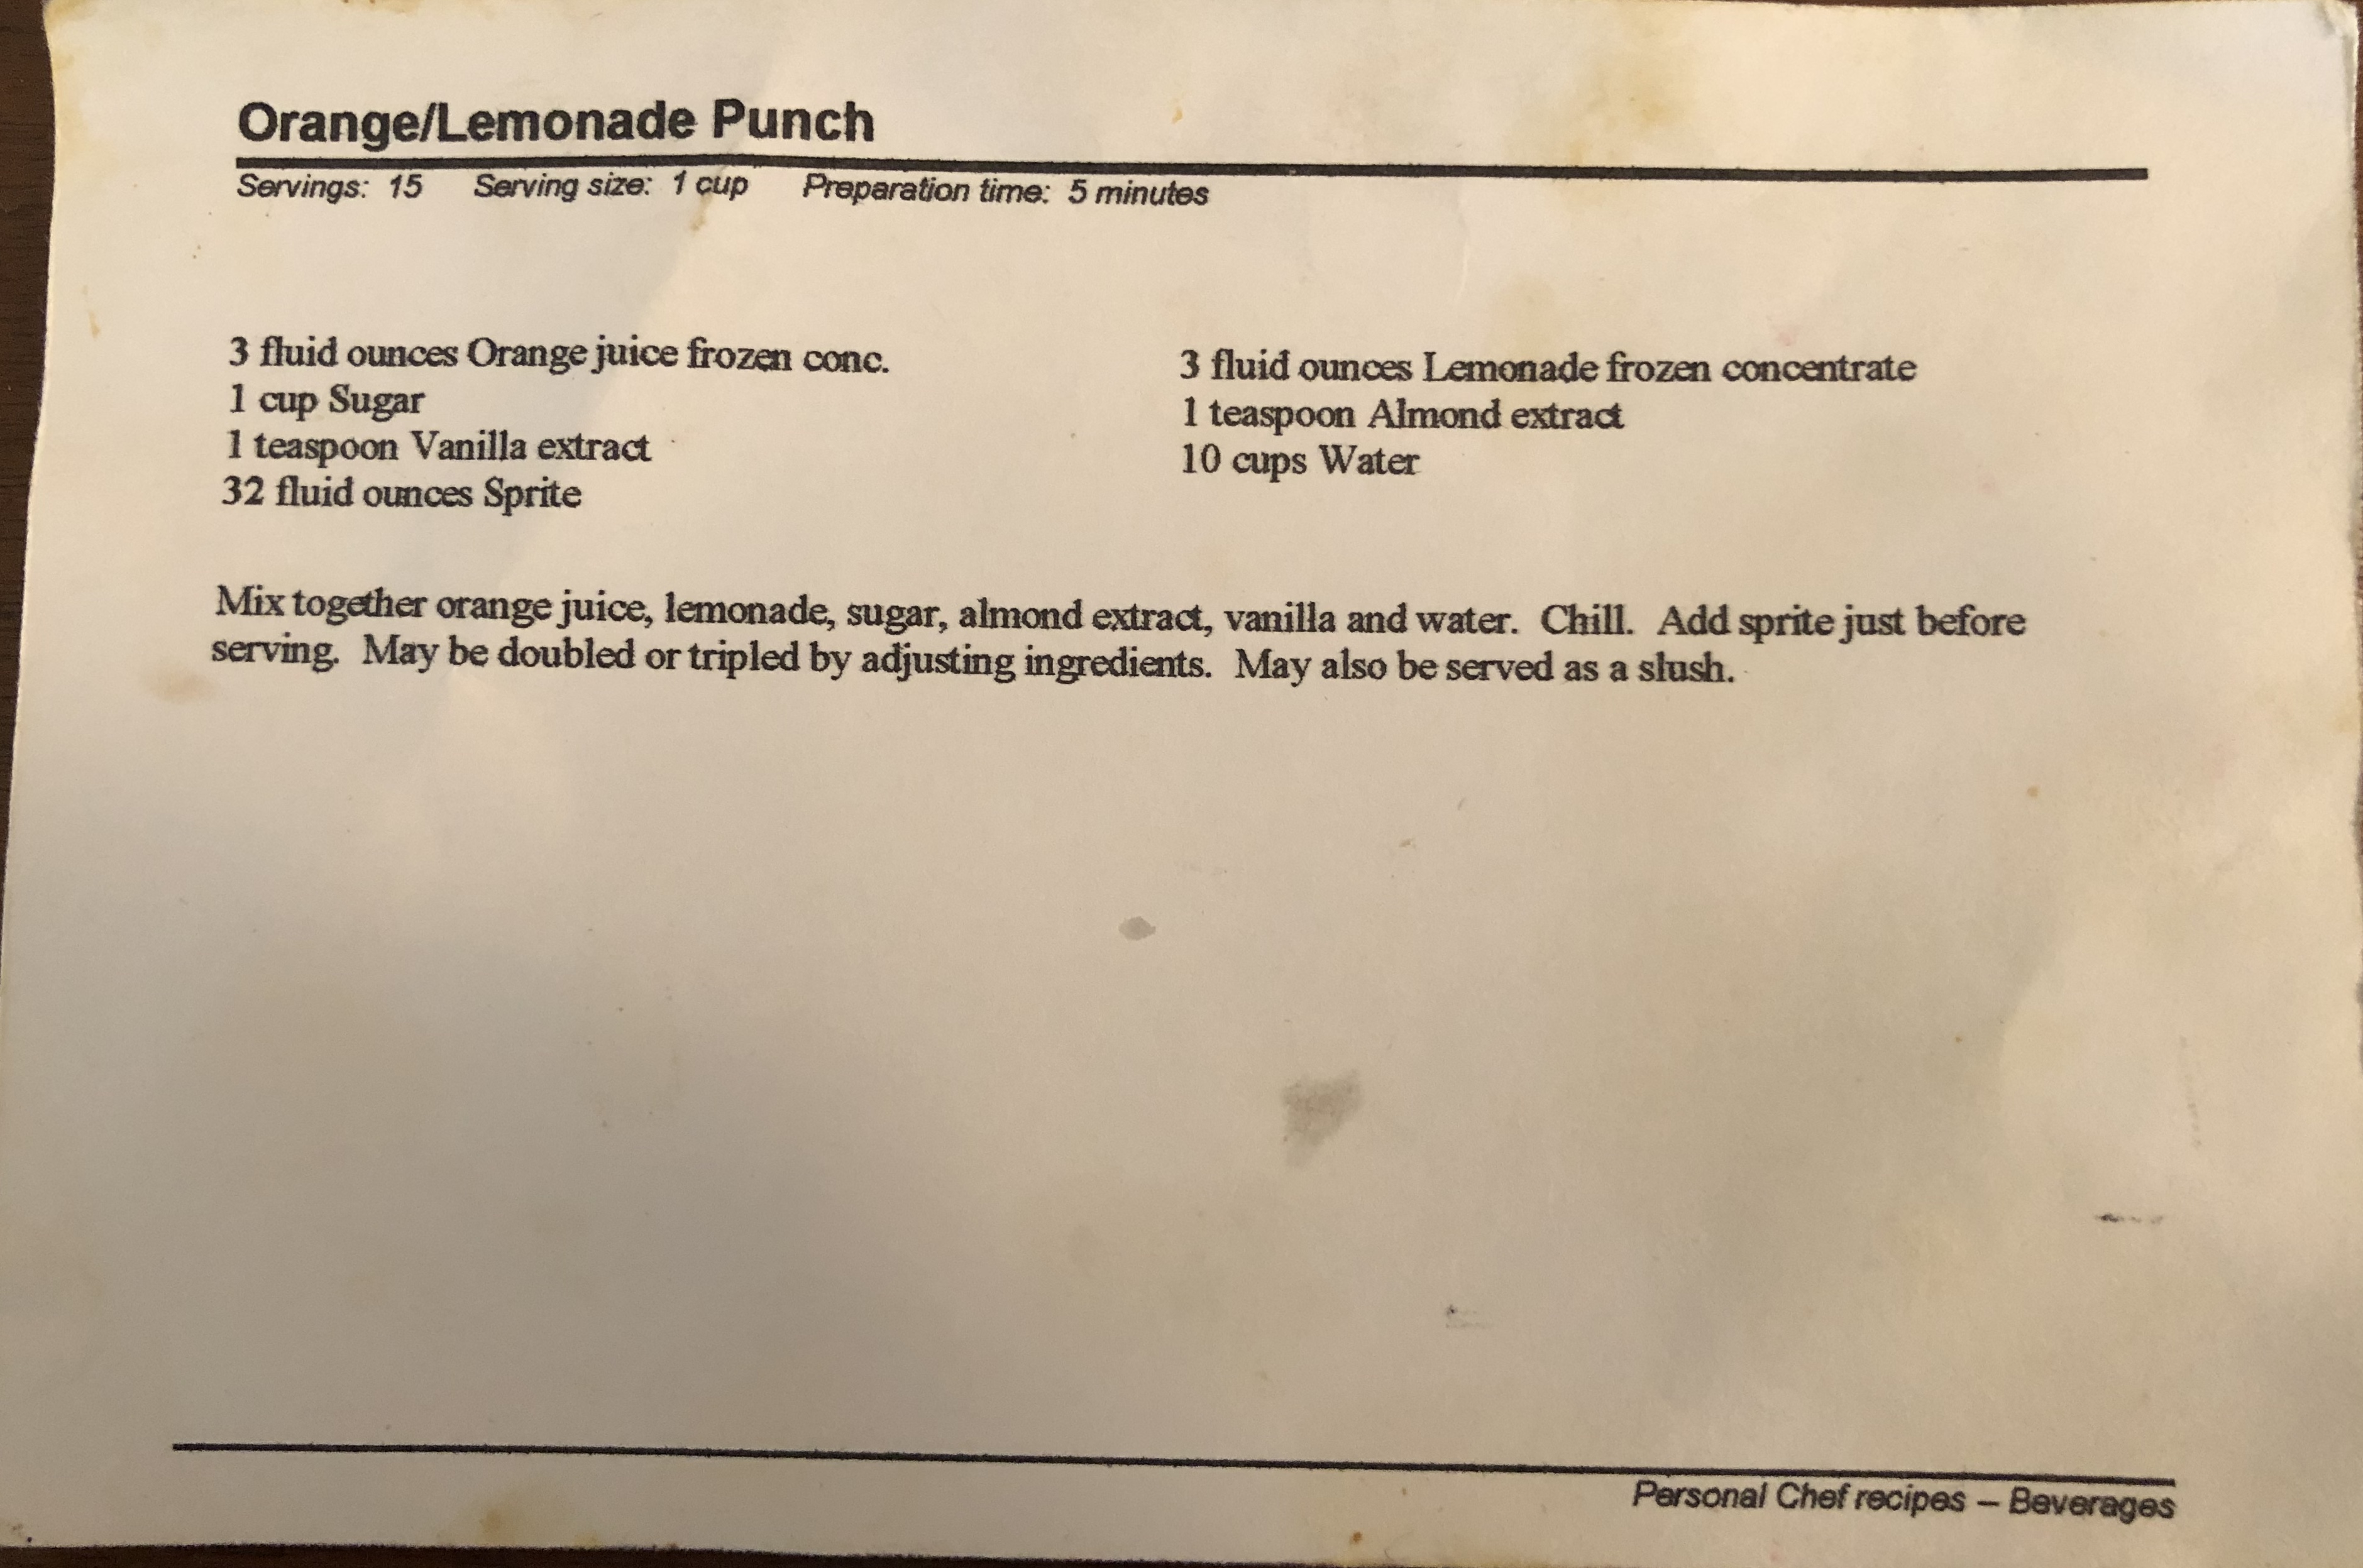 Orange/Lemonade Punch
Servings: 15 Serving size: 1 cup Preparation time: 5 minutes
3 fluid ounces Orange juice frozen conc.
1 cup Sugar
1 teaspoon Vanilla extract
32 fluid ounces Sprite
3 fluid ounces Lemonade frozen concentrate
1 teaspoon Almond extract
10 cups Water
Mix together orange juice, lemonade, sugar, almond extract, vanilla and water. Chill. Add sprite just before
serving. May be doubled or tripled by adjusting ingredients. May also be served as a slush.
Personal Chef recipes – Beverages